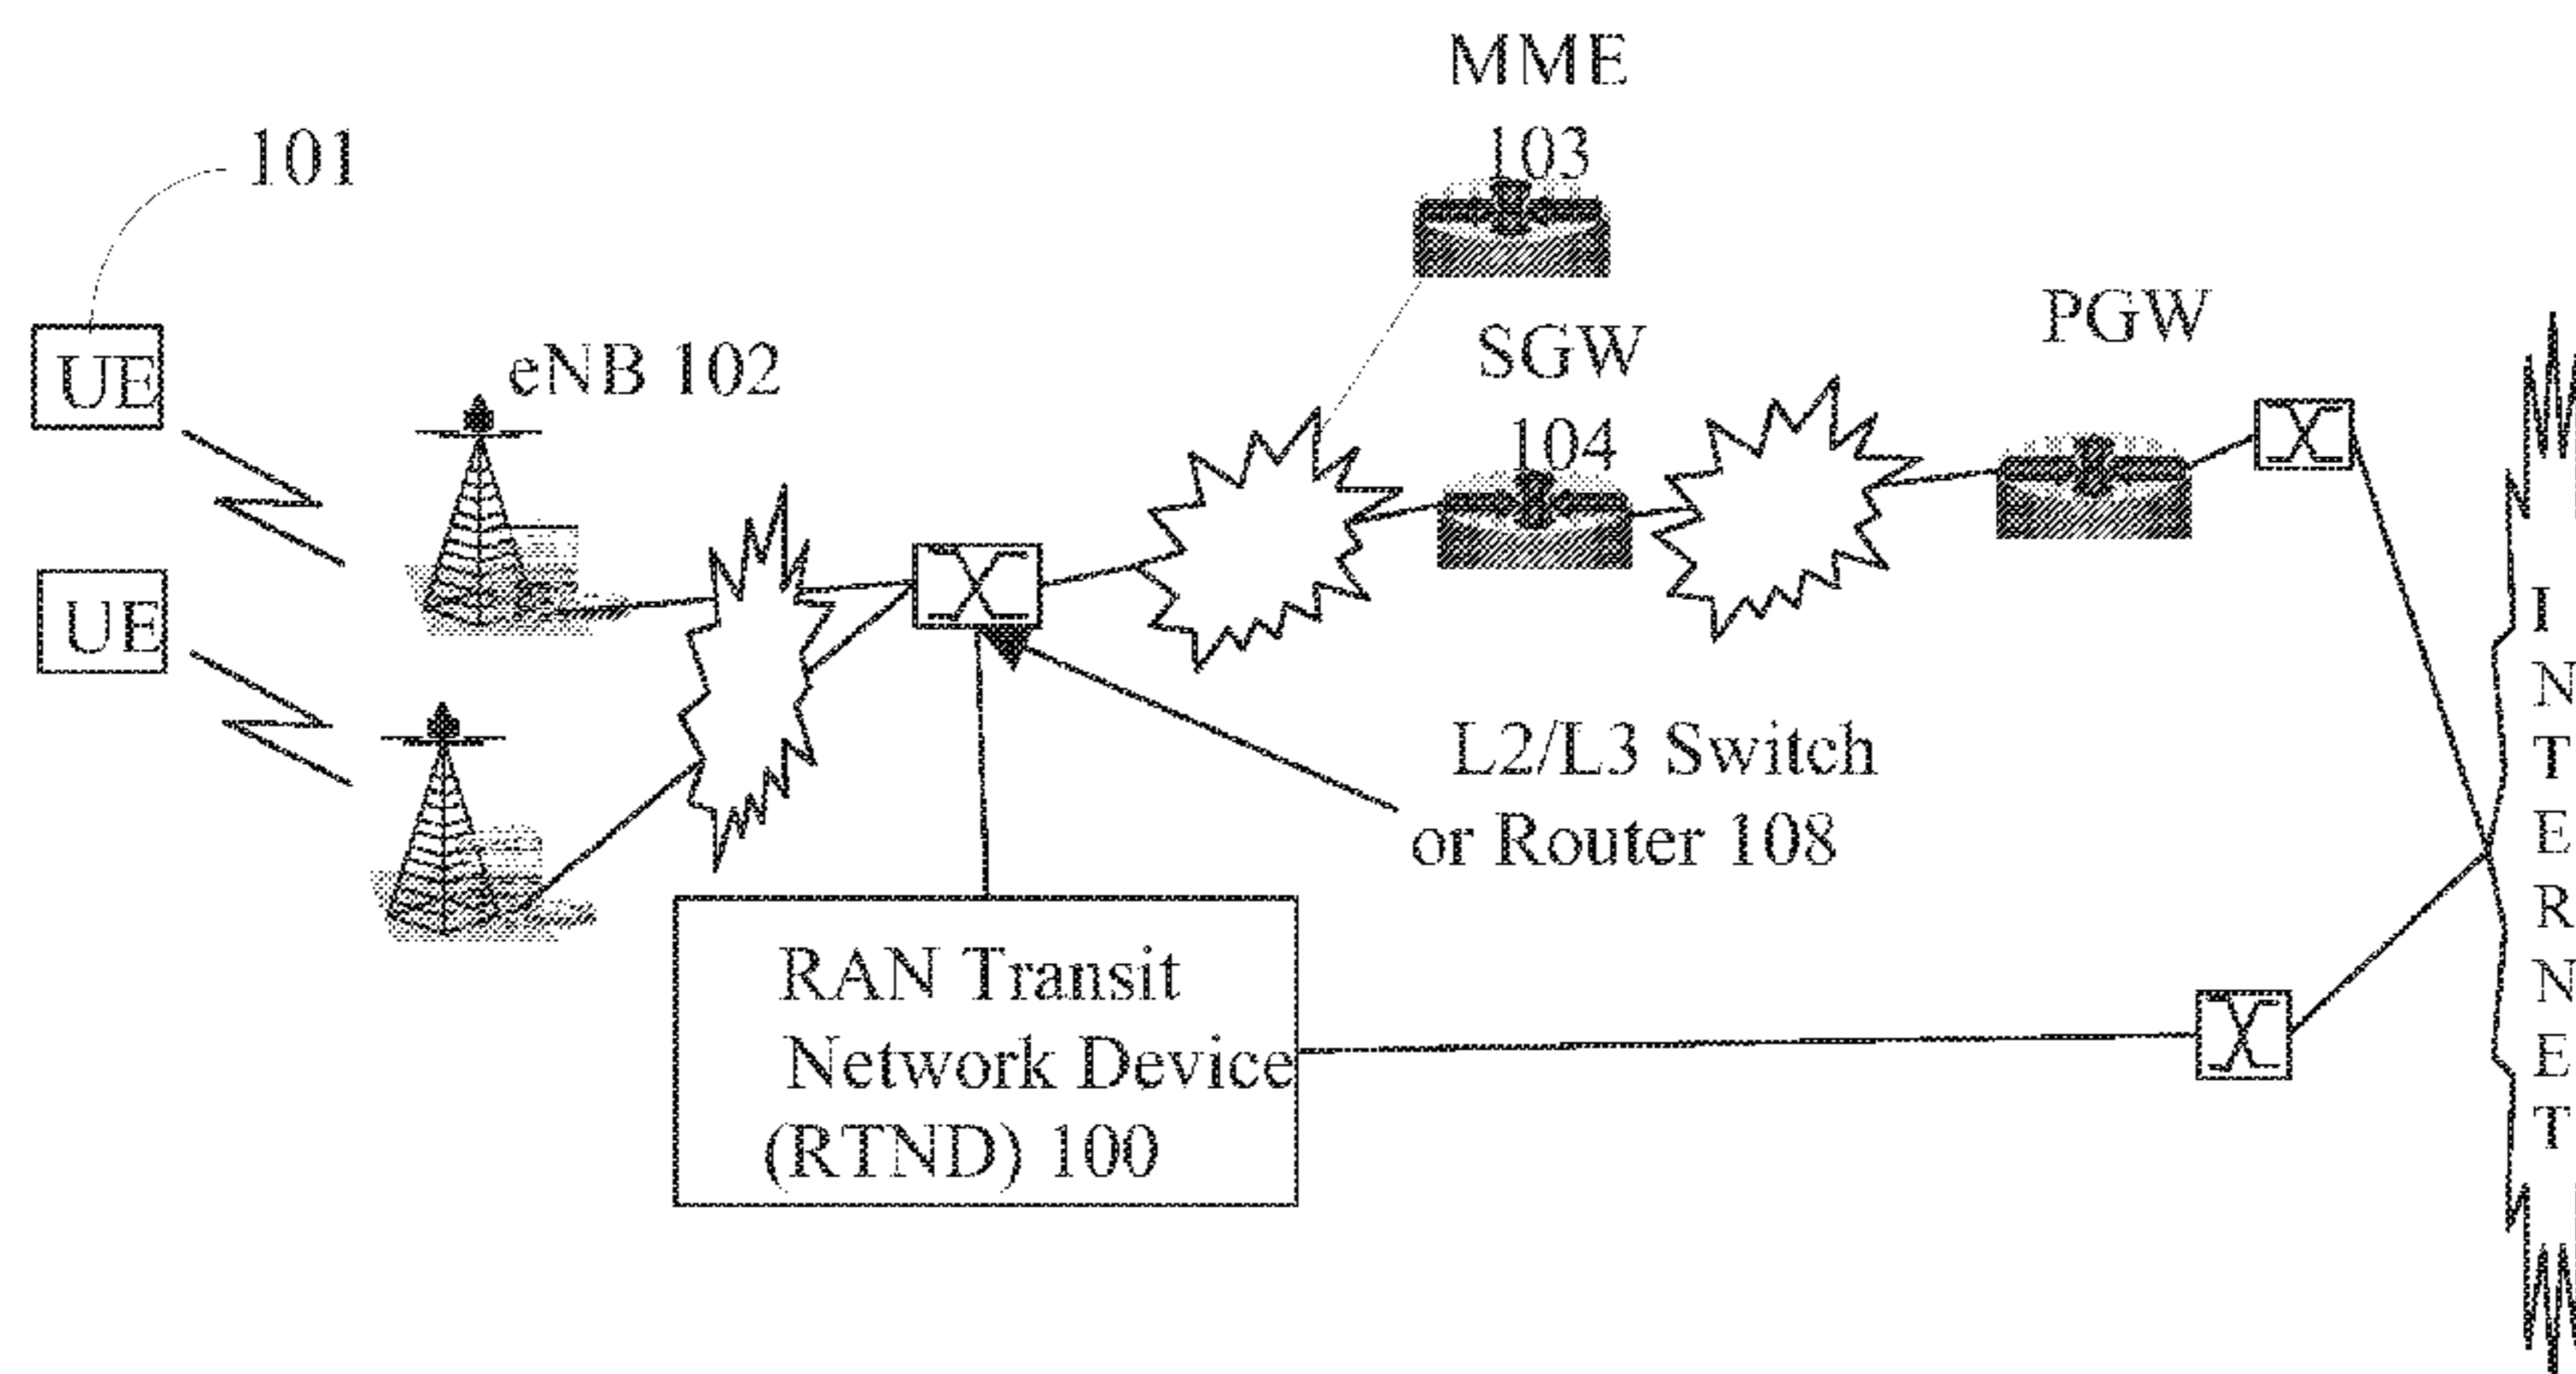 MME
103
101
PGW
UE
eNB 102
SGW
104
UE
L2/L3 Switch
or Router 108
RAN Transit
Network Device
(RTND) 100
INTERNET